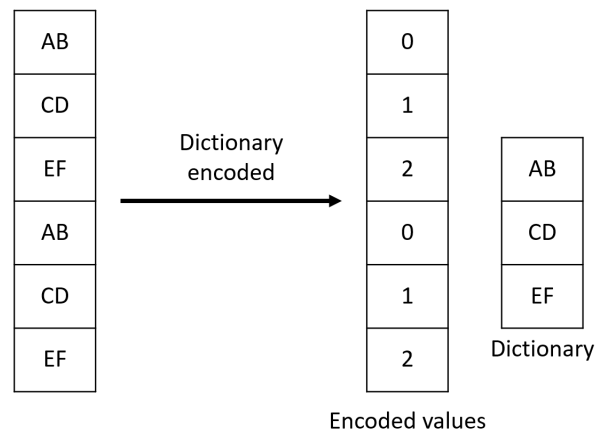 AB
CD
EF
AB
CD
EF
Dictionary
encoded
0
1
2
0
1
2
Encoded values
AB
CD
EF
Dictionary